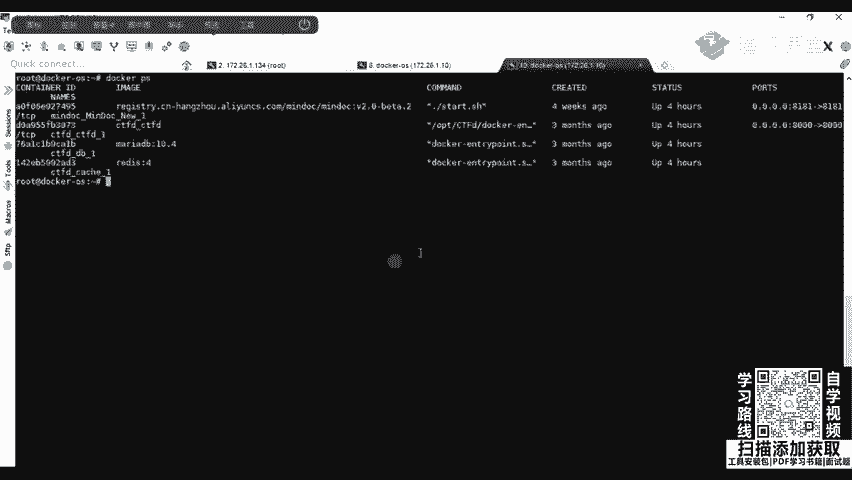 Quick connect...
2. 172.26.1.134 (root)
8. docker-os (172.26.1.10)
10. docker-os (172.26.1.10)
Sessions
Tools
Macros
Sftp
root@docker-os:~# docker ps
CONTAINER ID IMAGE COMMAND CREATED STATUS PORTS
NAMES
a0f06e027495 registry.cn-hangzhou.aliyuncs.com/mindoc/mindoc:v2.0-beta.2 "./start.sh" 4 weeks ago Up 4 hours 0.0.0.0:8181->8181
/tcp mindoc_MinDoc_New_1
ctfd_ctfd "/opt/CTFd/docker-en…" 3 months ago Up 4 hours 0.0.0.0:8000->8000
/tcp ctfd_ctfd_1
mariadb:10.4 "docker-entrypoint.s…" 3 months ago Up 4 hours
ctfd_db_1
redis:4 "docker-entrypoint.s…" 3 months ago Up 4 hours
ctfd_cache_1
root@docker-os:~#
学习路线
自学视频
扫描添加获取
工具安装包|PDF学习书籍|面试题